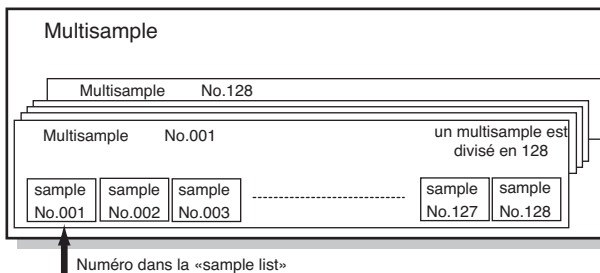 Multisample
Multisample No.128
Multisample No.001
un multisample est
divisé en 128
sample sample sample sample sample
No.001 No.002 No.003 No.127 No.128
Numéro dans la «sample list»